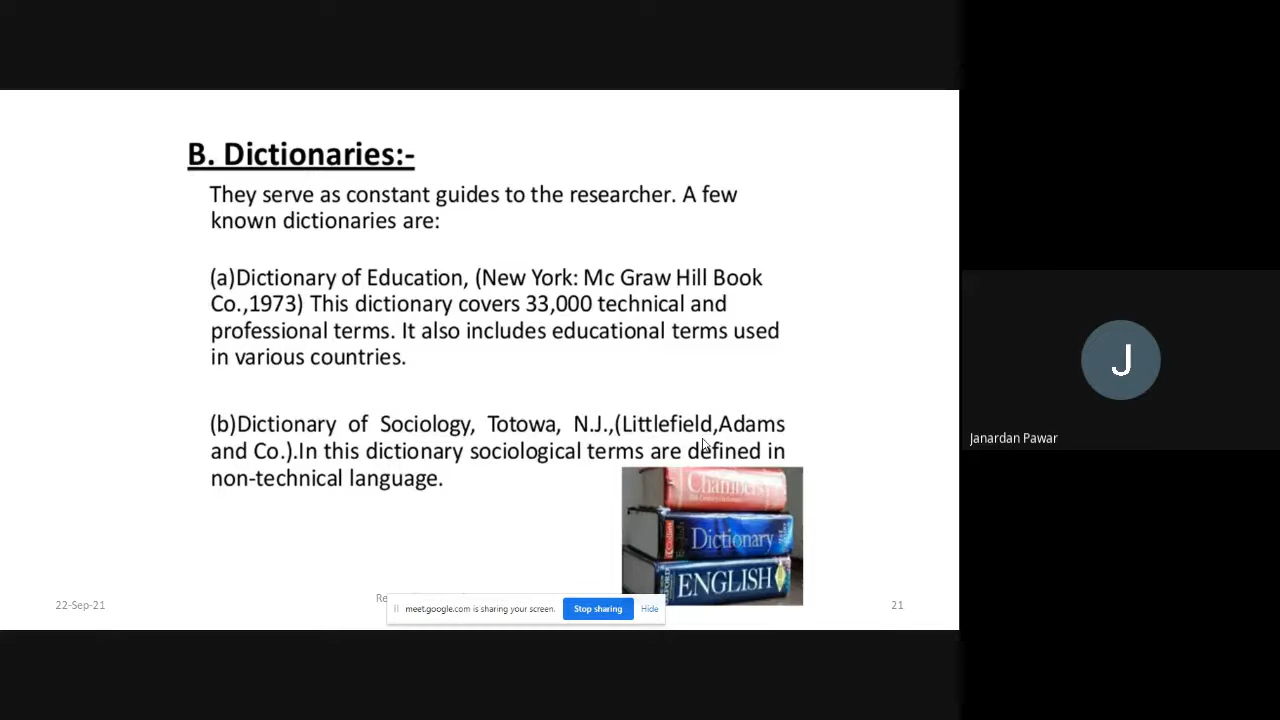 B. Dictionaries:-
They serve as constant guides to the researcher. A few
known dictionaries are:
(a)Dictionary of Education, (New York: Mc Graw Hill Book
Co.,1973) This dictionary covers 33,000 technical and
professional terms. It also includes educational terms used
in various countries.
(b)Dictionary of Sociology, Totowa, N.J.,(Littlefield,Adams
and Co.).In this dictionary sociological terms are defined in
non-technical language.
Chambers
Dictionary
ENGLISH
22-Sep-21
Re
meet.google.com is sharing your screen.
Stop sharing
Hide
21
J
Janardan Pawar